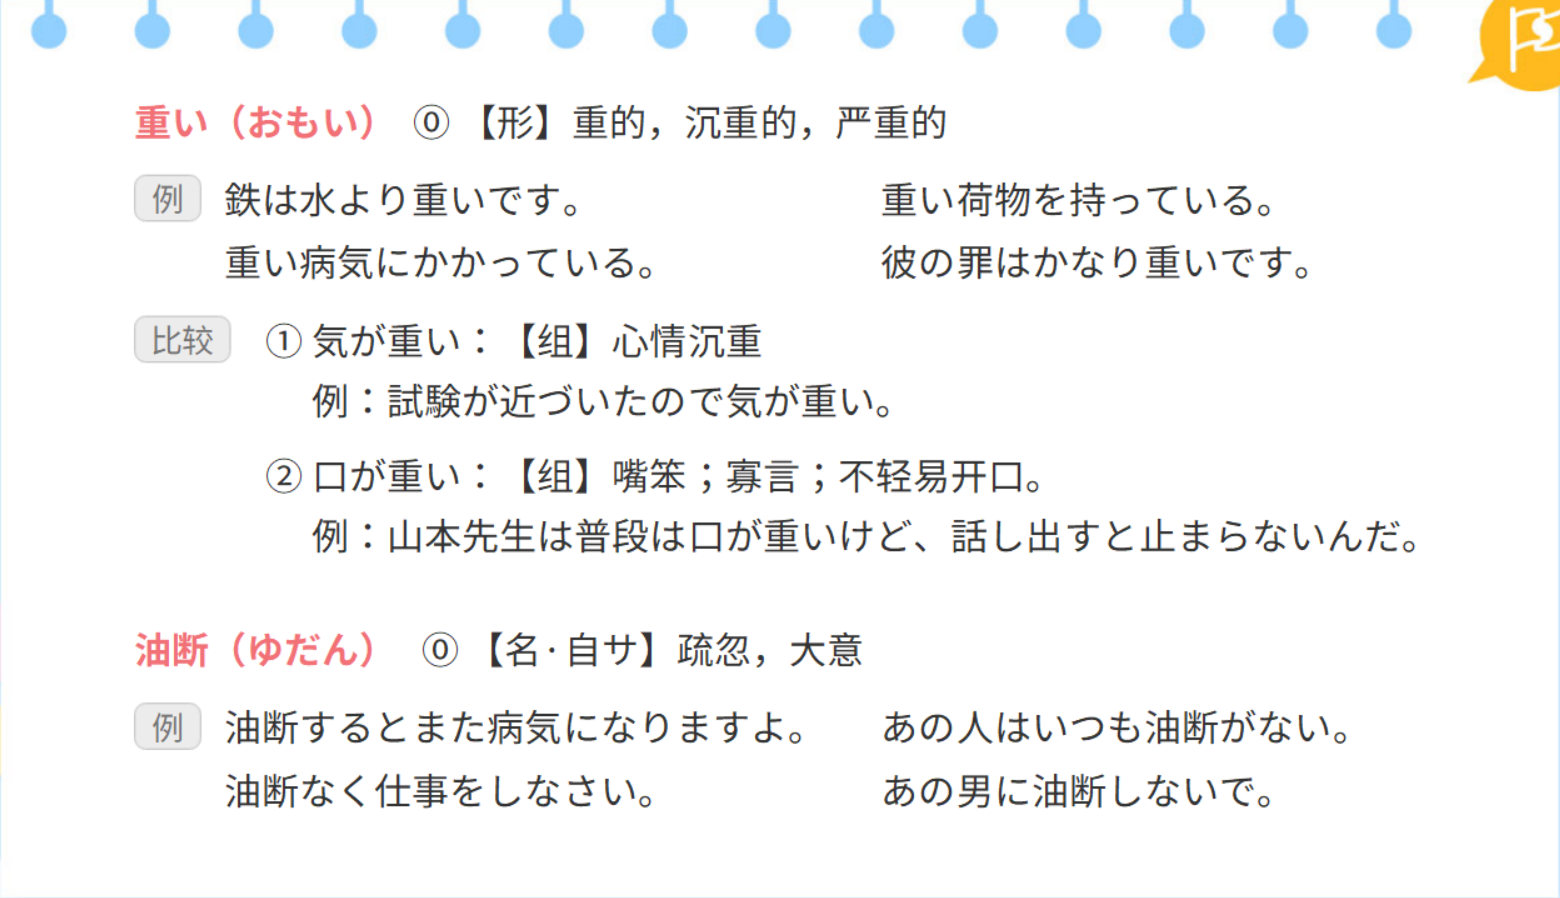 重い（おもい） ⓪ 【形】重的，沉重的，严重的
例 鉄は水より重いです。 重い荷物を持っている。
重い病気にかかっている。 彼の罪はかなり重いです。
比较 ① 気が重い：【组】心情沉重
例：試験が近づいたので気が重い。
② 口が重い：【组】嘴笨；寡言；不轻易开口。
例：山本先生は普段は口が重いけど、話し出すと止まらないんだ。
油断（ゆだん） ⓪ 【名·自サ】疏忽，大意
例 油断するとまた病気になりますよ。 あの人はいつも油断がない。
油断なく仕事をしなさい。 あの男に油断しないで。